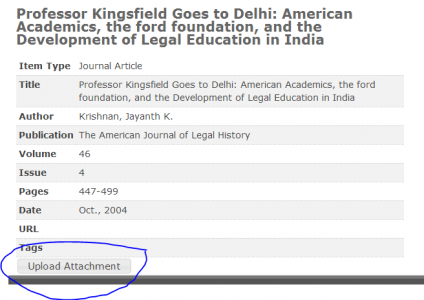 Professor Kingsfield Goes to Delhi: American
Academics, the ford foundation, and the
Development of Legal Education in India
Item Type Journal Article
Title Professor Kingsfield Goes to Delhi: American Academics, the ford
foundation, and the Development of Legal Education in India
Author Krishnan, Jayanth K.
Publication The American Journal of Legal History
Volume 46
Issue 4
Pages 447-499
Date Oct., 2004
URL
Tags
Upload Attachment